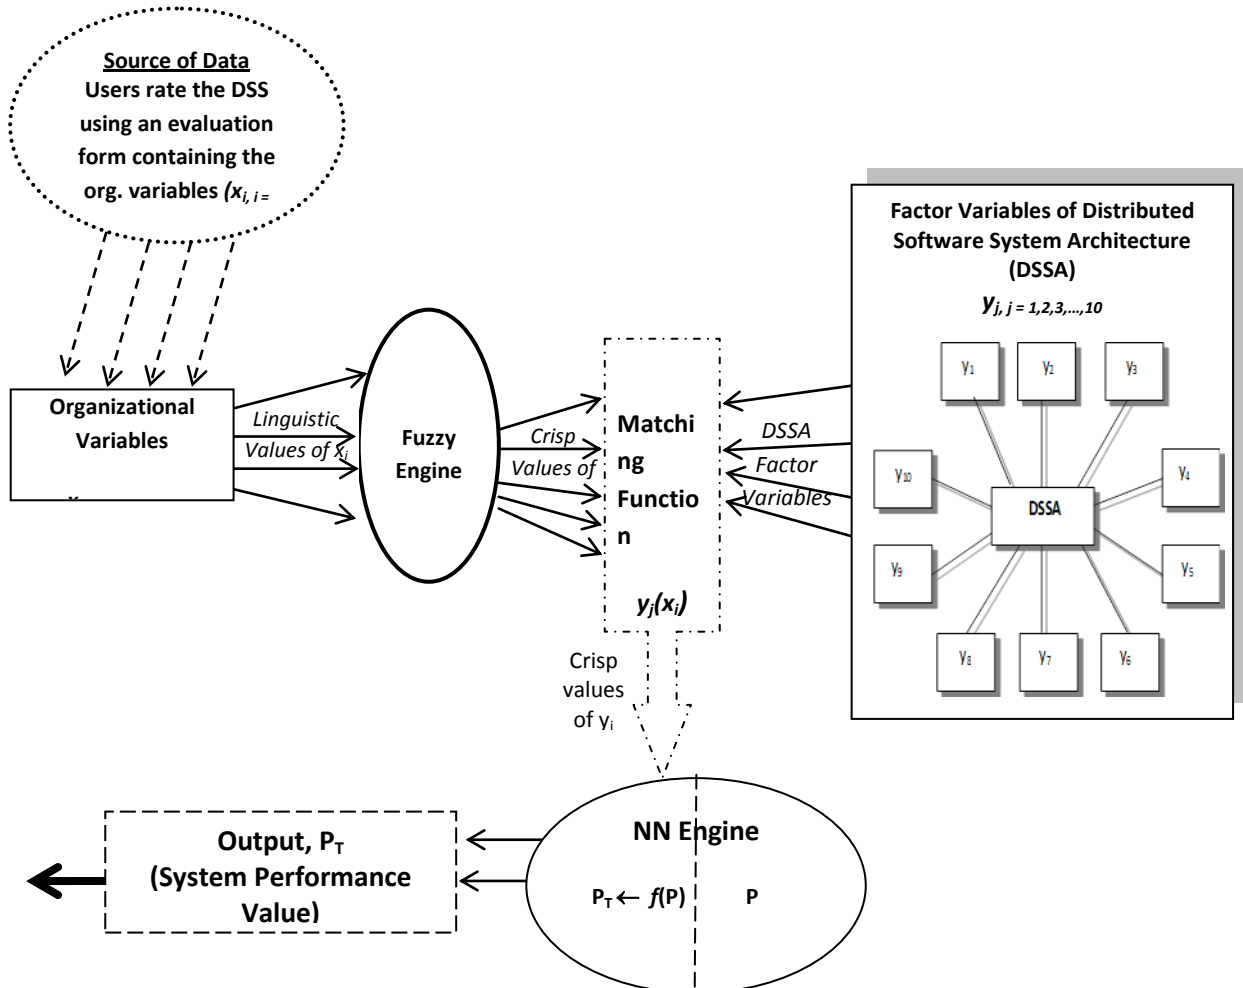 Source of Data
Users rate the DSS
using an evaluation
form containing the
org. variables (xi, i =
Organizational
Variables
Linguistic
Values of xi
Fuzzy
Engine
Crisp
Values of
Matchi
ng
Functio
n
yj(xi)
DSSA
Factor
Variables
Factor Variables of Distributed
Software System Architecture
(DSSA)
yj, j = 1,2,3,…,10
y1
y2
y3
y10
y4
DSSA
y9
y5
y8
y7
y6
Crisp
values
of yi
NN Engine
PT ← f(P)
P
Output, PT
(System Performance
Value)